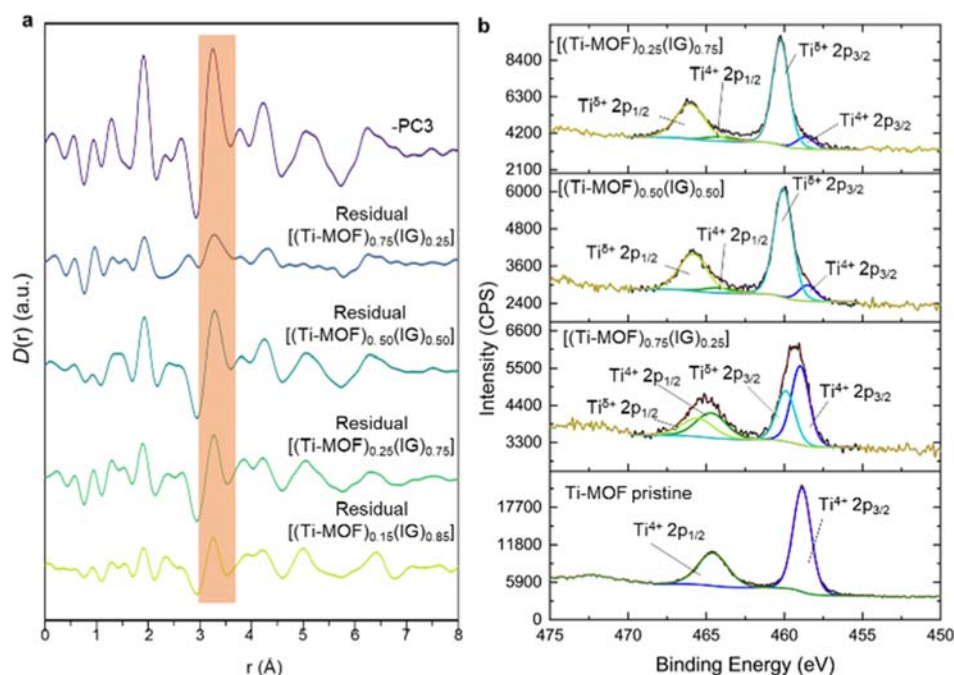 a
-PC3
Residual
[(Ti-MOF)0.75(IG)0.25]
Residual
[(Ti-MOF)0.50(IG)0.50]
Residual
[(Ti-MOF)0.25(IG)0.75]
Residual
[(Ti-MOF)0.15(IG)0.85]
D(r) (a.u.)
0 1 2 3 4 5 6 7 8
r (Å)
b
[(Ti-MOF)0.25(IG)0.75]
Tiδ+ 2p3/2
Ti4+ 2p1/2
Tiδ+ 2p1/2
Ti4+ 2p3/2
8400
6300
4200
2100
[(Ti-MOF)0.50(IG)0.50]
Tiδ+ 2p3/2
Ti4+ 2p1/2
Tiδ+ 2p1/2
Ti4+ 2p3/2
6000
4800
3600
2400
[(Ti-MOF)0.75(IG)0.25]
Tiδ+ 2p3/2
Ti4+ 2p1/2
Tiδ+ 2p1/2
Ti4+ 2p3/2
6600
5500
4400
3300
Ti-MOF pristine
Ti4+ 2p3/2
Ti4+ 2p1/2
17700
11800
5900
0
Intensity (CPS)
475 470 465 460 455 450
Binding Energy (eV)